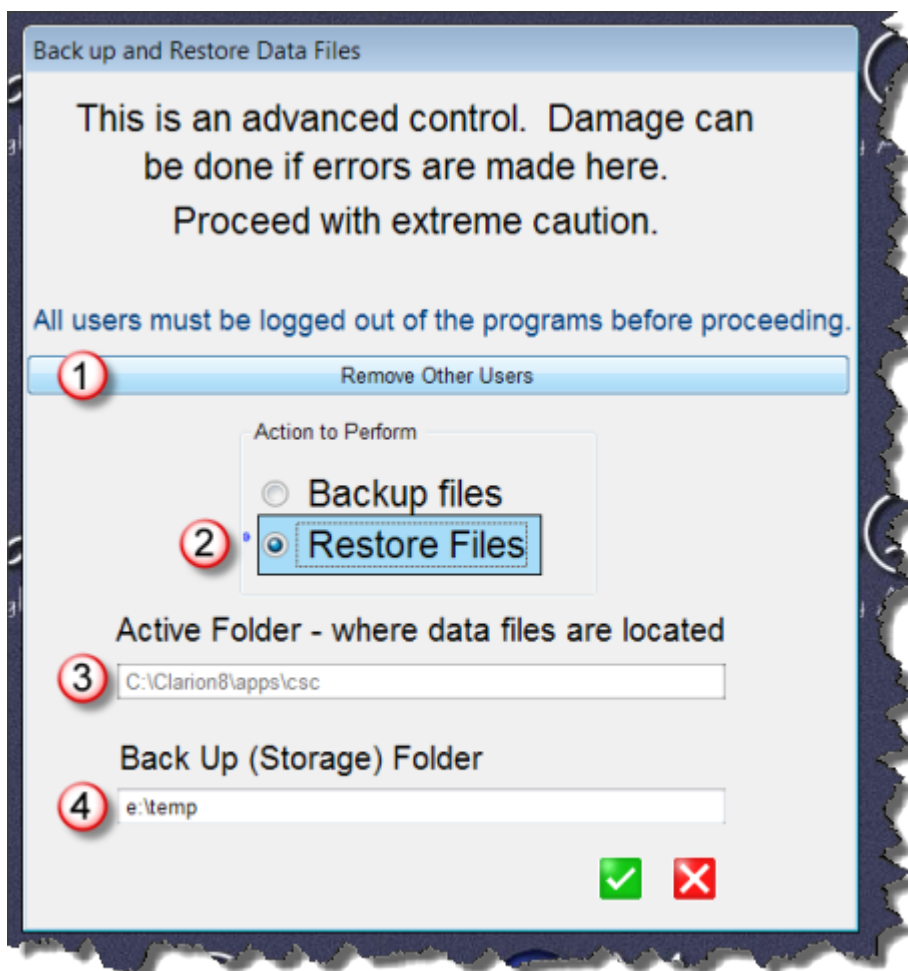 Back up and Restore Data Files
This is an advanced control. Damage can
be done if errors are made here.
Proceed with extreme caution.
All users must be logged out of the programs before proceeding.
1 Remove Other Users
Action to Perform
Backup files
2 Restore Files
Active Folder - where data files are located
3 C:\Clarion8\apps\csc
Back Up (Storage) Folder
4 e:\temp